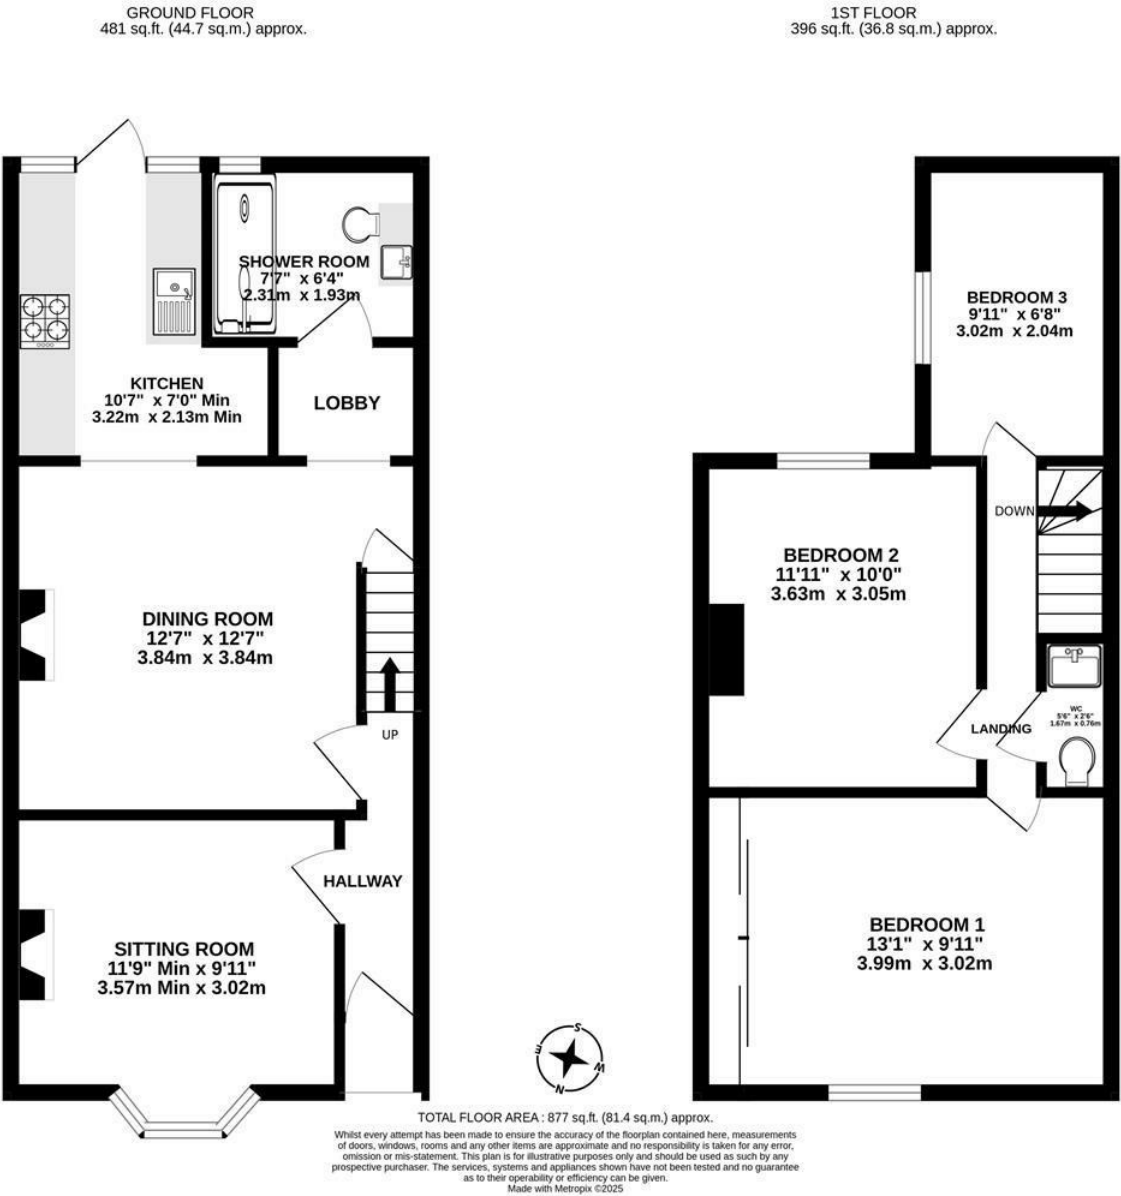 GROUND FLOOR
481 sq.ft. (44.7 sq.m.) approx.
1ST FLOOR
396 sq.ft. (36.8 sq.m.) approx.
SHOWER ROOM
7'7" x 6'4"
2.31m x 1.93m
KITCHEN
10'7" x 7'0" Min
3.22m x 2.13m Min
LOBBY
DINING ROOM
12'7" x 12'7"
3.84m x 3.84m
UP
HALLWAY
SITTING ROOM
11'9" Min x 9'11"
3.57m Min x 3.02m
BEDROOM 3
9'11" x 6'8"
3.02m x 2.04m
DOWN
BEDROOM 2
11'11" x 10'0"
3.63m x 3.05m
WC
5'6" x 2'6"
1.67m x 0.76m
LANDING
BEDROOM 1
13'1" x 9'11"
3.99m x 3.02m
S
E
W
N
TOTAL FLOOR AREA : 877 sq.ft. (81.4 sq.m.) approx.
Whilst every attempt has been made to ensure the accuracy of the floorplan contained here, measurements
of doors, windows, rooms and any other items are approximate and no responsibility is taken for any error,
omission or mis-statement. This plan is for illustrative purposes only and should be used as such by any
prospective purchaser. The services, systems and appliances shown have not been tested and no guarantee
as to their operability or efficiency can be given.
Made with Metropix ©2025